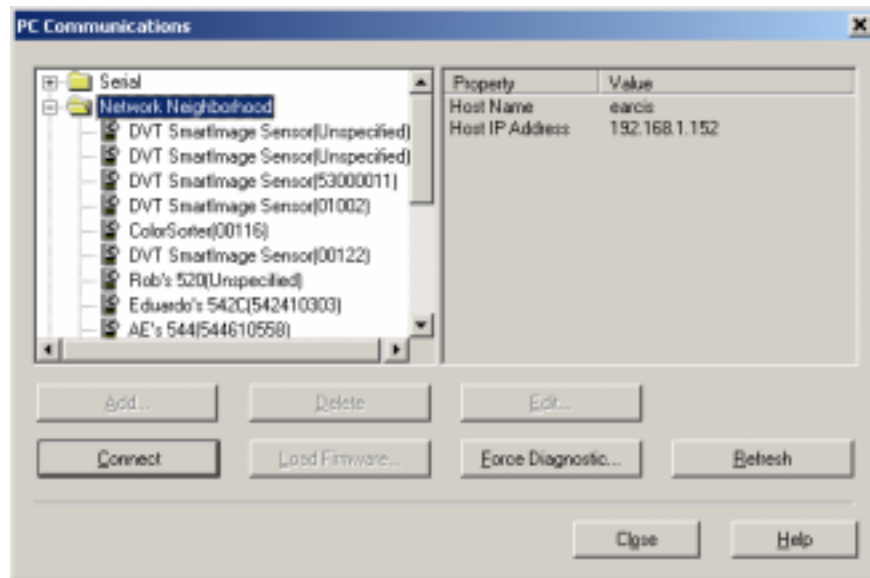 PC Communications
Serial
Network Neighborhood
DVT SmartImage Sensor(Unspecified)
DVT SmartImage Sensor(Unspecified)
DVT SmartImage Sensor(53000011)
DVT SmartImage Sensor(01002)
ColorSorter(00116)
DVT SmartImage Sensor(00122)
Rob's 520(Unspecified)
Eduardo's 542C(542410303)
AE's 544(544610558)
Property Value
Host Name earcis
Host IP Address 192.168.1.152
Add... Delete Edit...
Connect Load Firmware... Force Diagnostic... Refresh
Close Help